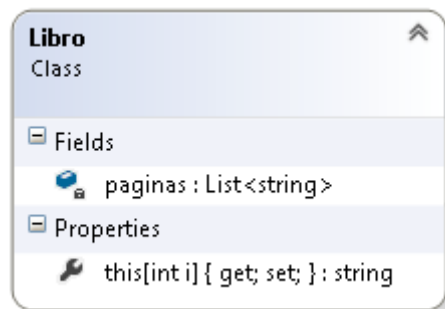 Libro
Class
Fields
paginas : List<string>
Properties
this[int i] { get; set; } : string